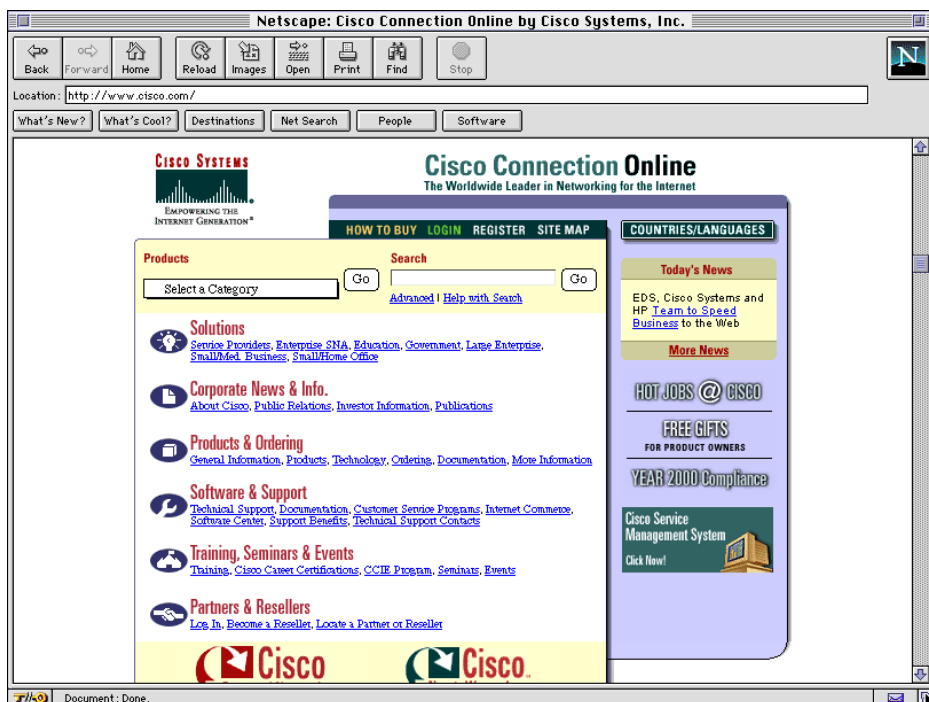 Netscape: Cisco Connection Online by Cisco Systems, Inc.
Back Forward Home Reload Images Open Print Find Stop
N
Location: http://www.cisco.com/
What's New? What's Cool? Destinations Net Search People Software
CISCO SYSTEMS
EMPOWERING THE
INTERNET GENERATION
Cisco Connection Online
The Worldwide Leader in Networking for the Internet
HOW TO BUY LOGIN REGISTER SITE MAP
COUNTRIES/LANGUAGES
Products
Select a Category
Go
Search
Go
Advanced | Help with Search
Solutions
Service Providers, Enterprise SNA, Education, Government, Large Enterprise,
Small/Med. Business, Small/Home Office
Corporate News & Info.
About Cisco, Public Relations, Investor Information, Publications
Products & Ordering
General Information, Products, Technology, Ordering, Documentation, More Information
Software & Support
Technical Support, Documentation, Customer Service Programs, Internet Commerce,
Software Center, Support Benefits, Technical Support Contacts
Training, Seminars & Events
Training, Cisco Career Certifications, CCIE Program, Seminars, Events
Partners & Resellers
Log In, Become a Reseller, Locate a Partner or Reseller
Cisco
Cisco
Today's News
EDS, Cisco Systems and
HP Team to Speed
Business to the Web
More News
HOT JOBS @ CISCO
FREE GIFTS
FOR PRODUCT OWNERS
YEAR 2000 Compliance
Cisco Service
Management System
Click Now!
Document: Done.